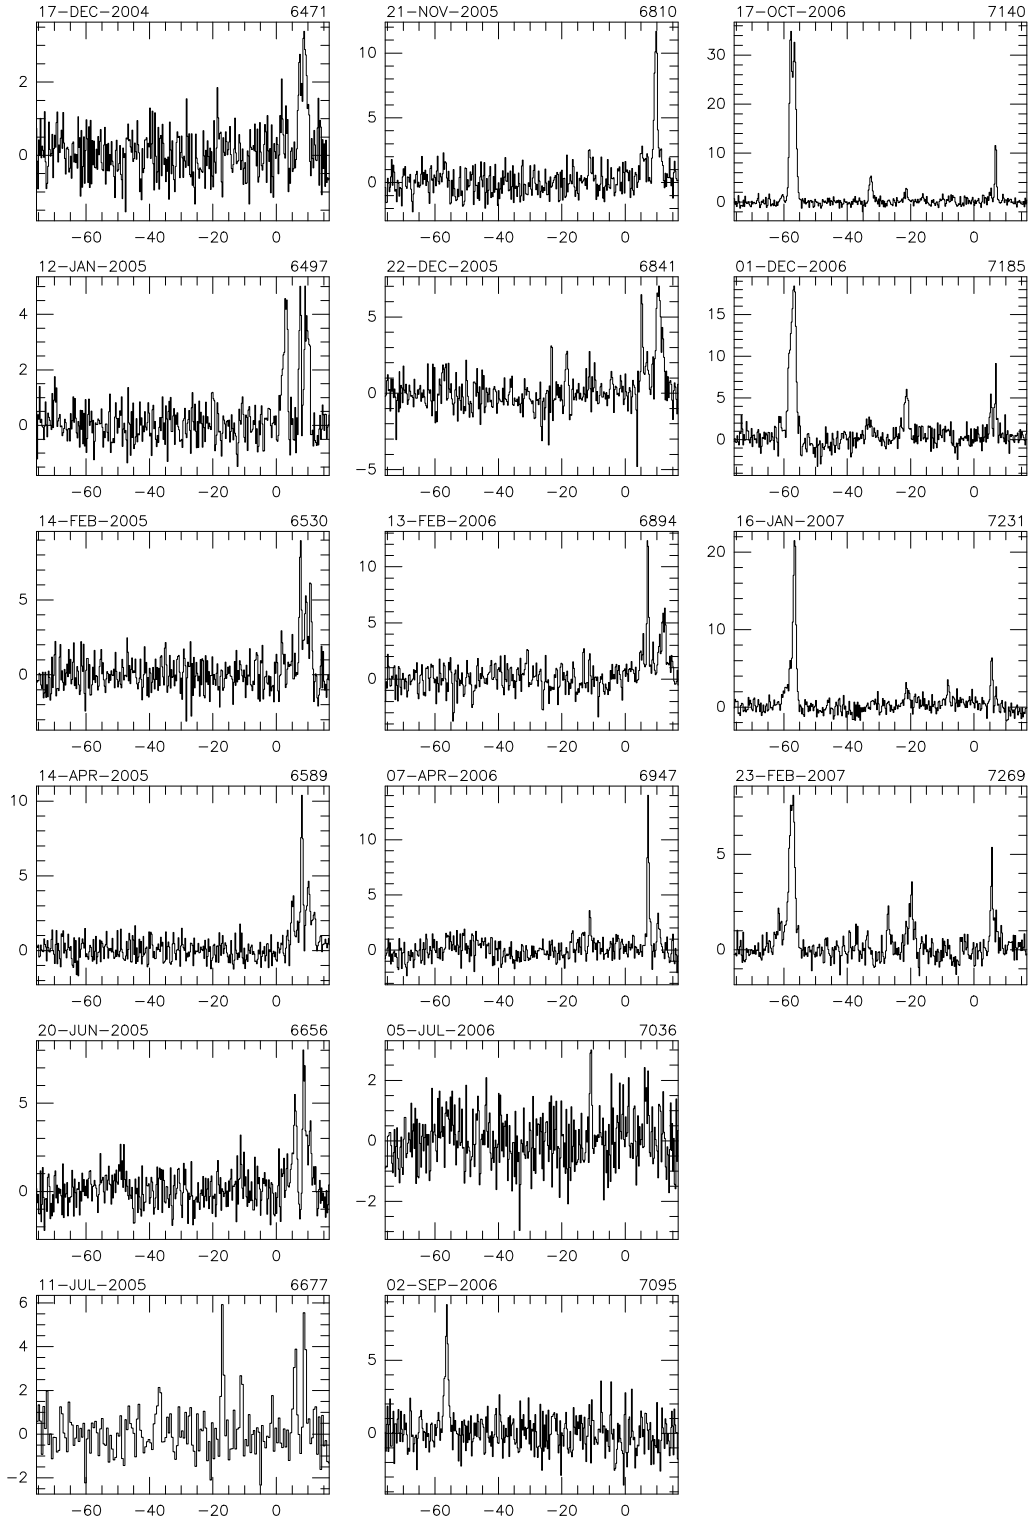 17-DEC-2004 6471
2
0
-60 -40 -20 0
21-NOV-2005 6810
10
5
0
-60 -40 -20 0
17-OCT-2006 7140
30
20
10
0
-60 -40 -20 0
12-JAN-2005 6497
4
2
0
-60 -40 -20 0
22-DEC-2005 6841
5
0
-5
-60 -40 -20 0
01-DEC-2006 7185
15
10
5
0
-60 -40 -20 0
14-FEB-2005 6530
5
0
-60 -40 -20 0
13-FEB-2006 6894
10
5
0
-60 -40 -20 0
16-JAN-2007 7231
20
10
0
-60 -40 -20 0
14-APR-2005 6589
10
5
0
-60 -40 -20 0
07-APR-2006 6947
10
5
0
-60 -40 -20 0
23-FEB-2007 7269
5
0
-60 -40 -20 0
20-JUN-2005 6656
5
0
-60 -40 -20 0
05-JUL-2006 7036
2
0
-2
-60 -40 -20 0
11-JUL-2005 6677
6
4
2
0
-2
-60 -40 -20 0
02-SEP-2006 7095
5
0
-60 -40 -20 0